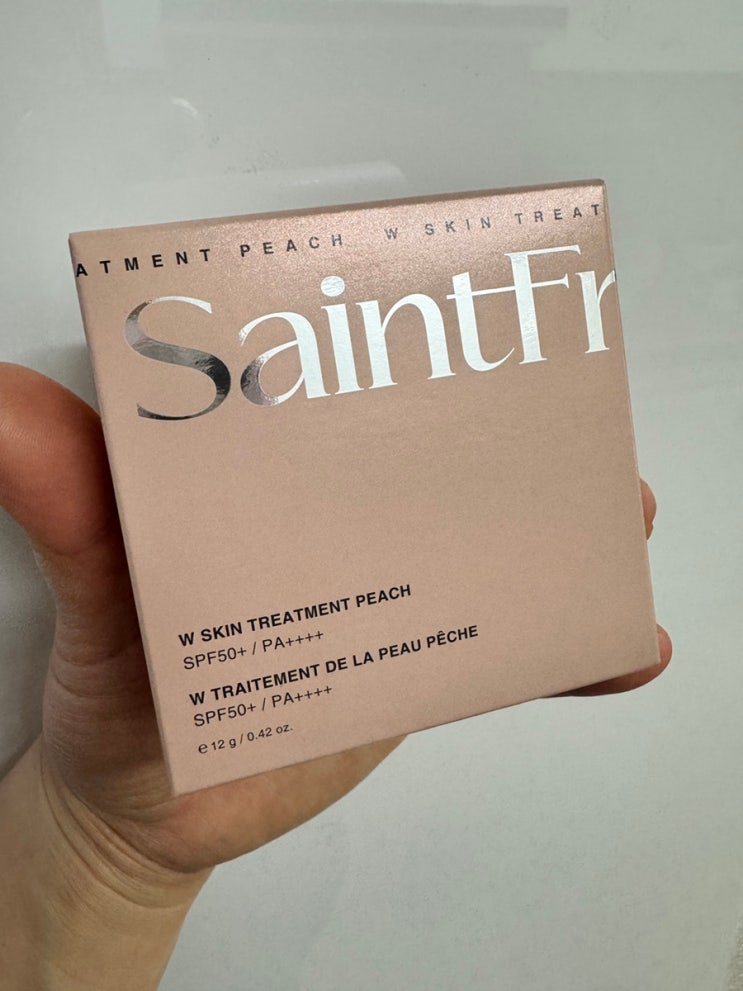 ATMENT PEACH W SKIN TREAT
SaintFr
W SKIN TREATMENT PEACH
SPF50+ / PA++++
W TRAITEMENT DE LA PEAU PÊCHE
SPF50+ / PA++++
℮ 12 g / 0.42 oz.